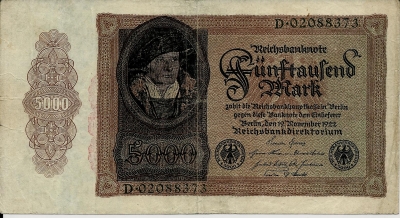 D·02088373
Reichsbanknote
Fünftausend
Mark
zahlt die Reichsbankhauptkasse in Berlin
gegen diese Banknote dem Einlieferer
Berlin, den 19. November 1922
Reichsbankdirektorium
5000
5000
D·02088373